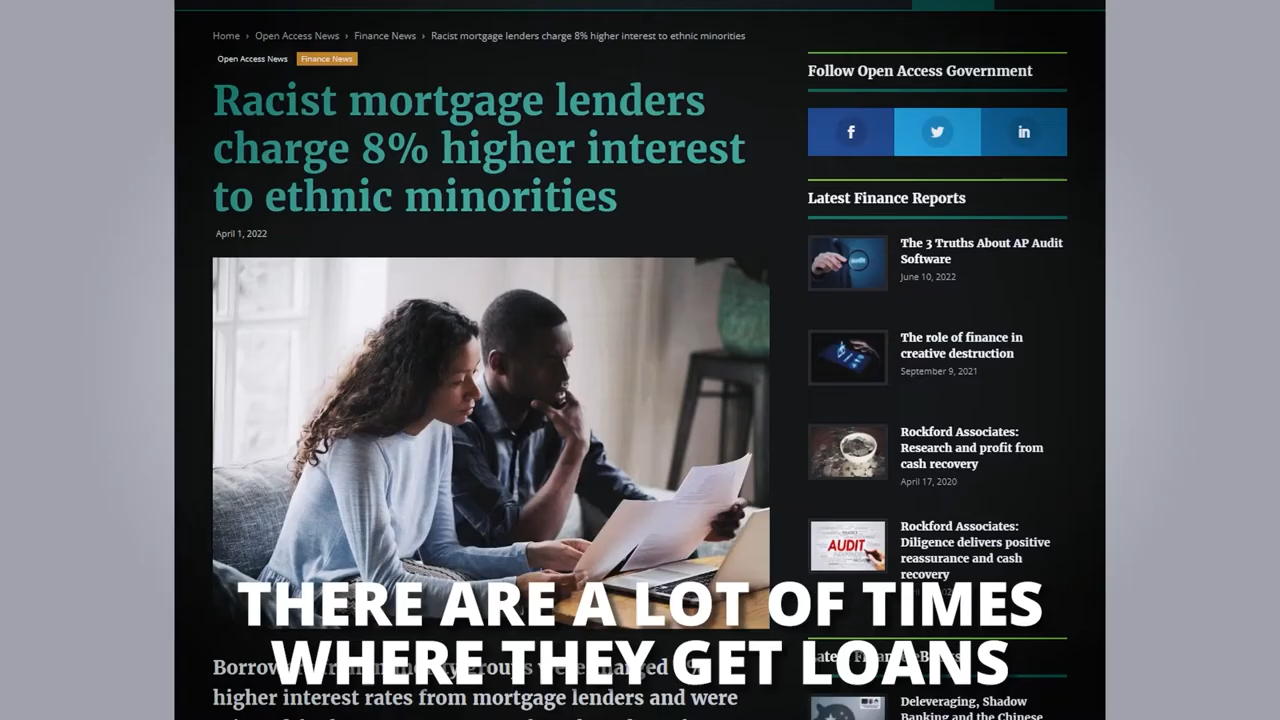 Home › Open Access News › Finance News › Racist mortgage lenders charge 8% higher interest to ethnic minorities
Open Access News Finance News
Racist mortgage lenders
charge 8% higher interest
to ethnic minorities
April 1, 2022
THERE ARE A LOT OF TIMES
WHERE THEY GET LOANS
higher interest rates from mortgage lenders and were
Follow Open Access Government
Latest Finance Reports
The 3 Truths About AP Audit
Software
June 10, 2022
The role of finance in
creative destruction
September 9, 2021
Rockford Associates:
Research and profit from
cash recovery
April 17, 2020
AUDIT
Rockford Associates:
Diligence delivers positive
reassurance and cash
recovery
Deleveraging, Shadow
Banking and the Chinese